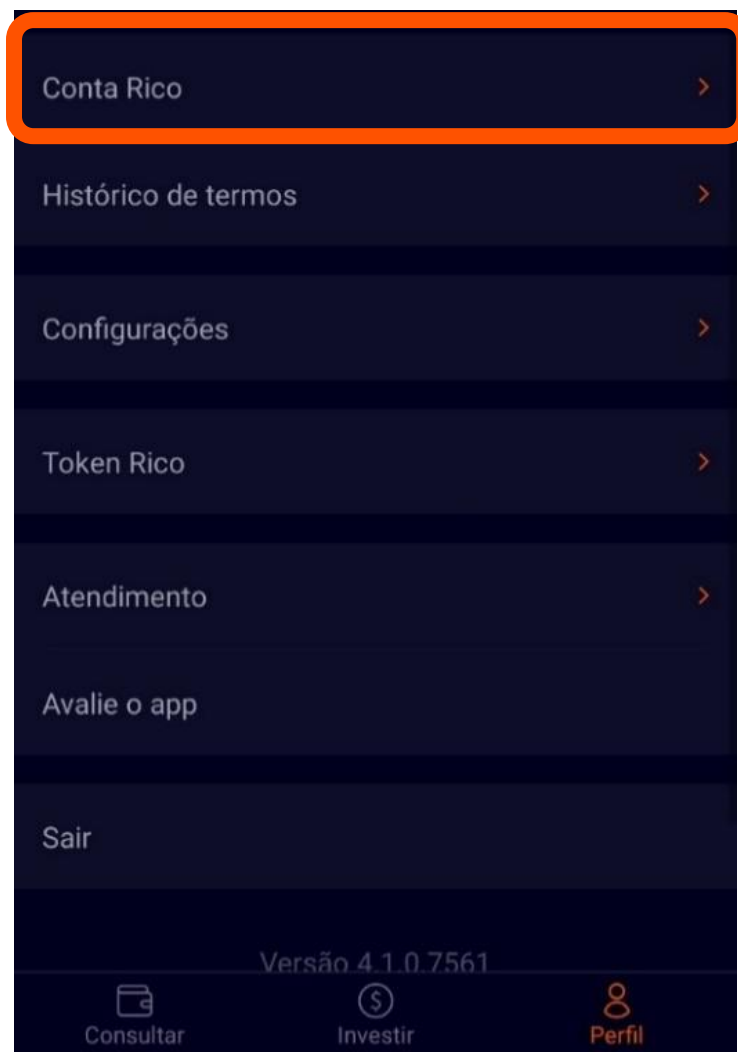 Conta Rico
Histórico de termos
Configurações
Token Rico
Atendimento
Avalie o app
Sair
Versão 4.1.0.7561
Consultar
Investir
Perfil